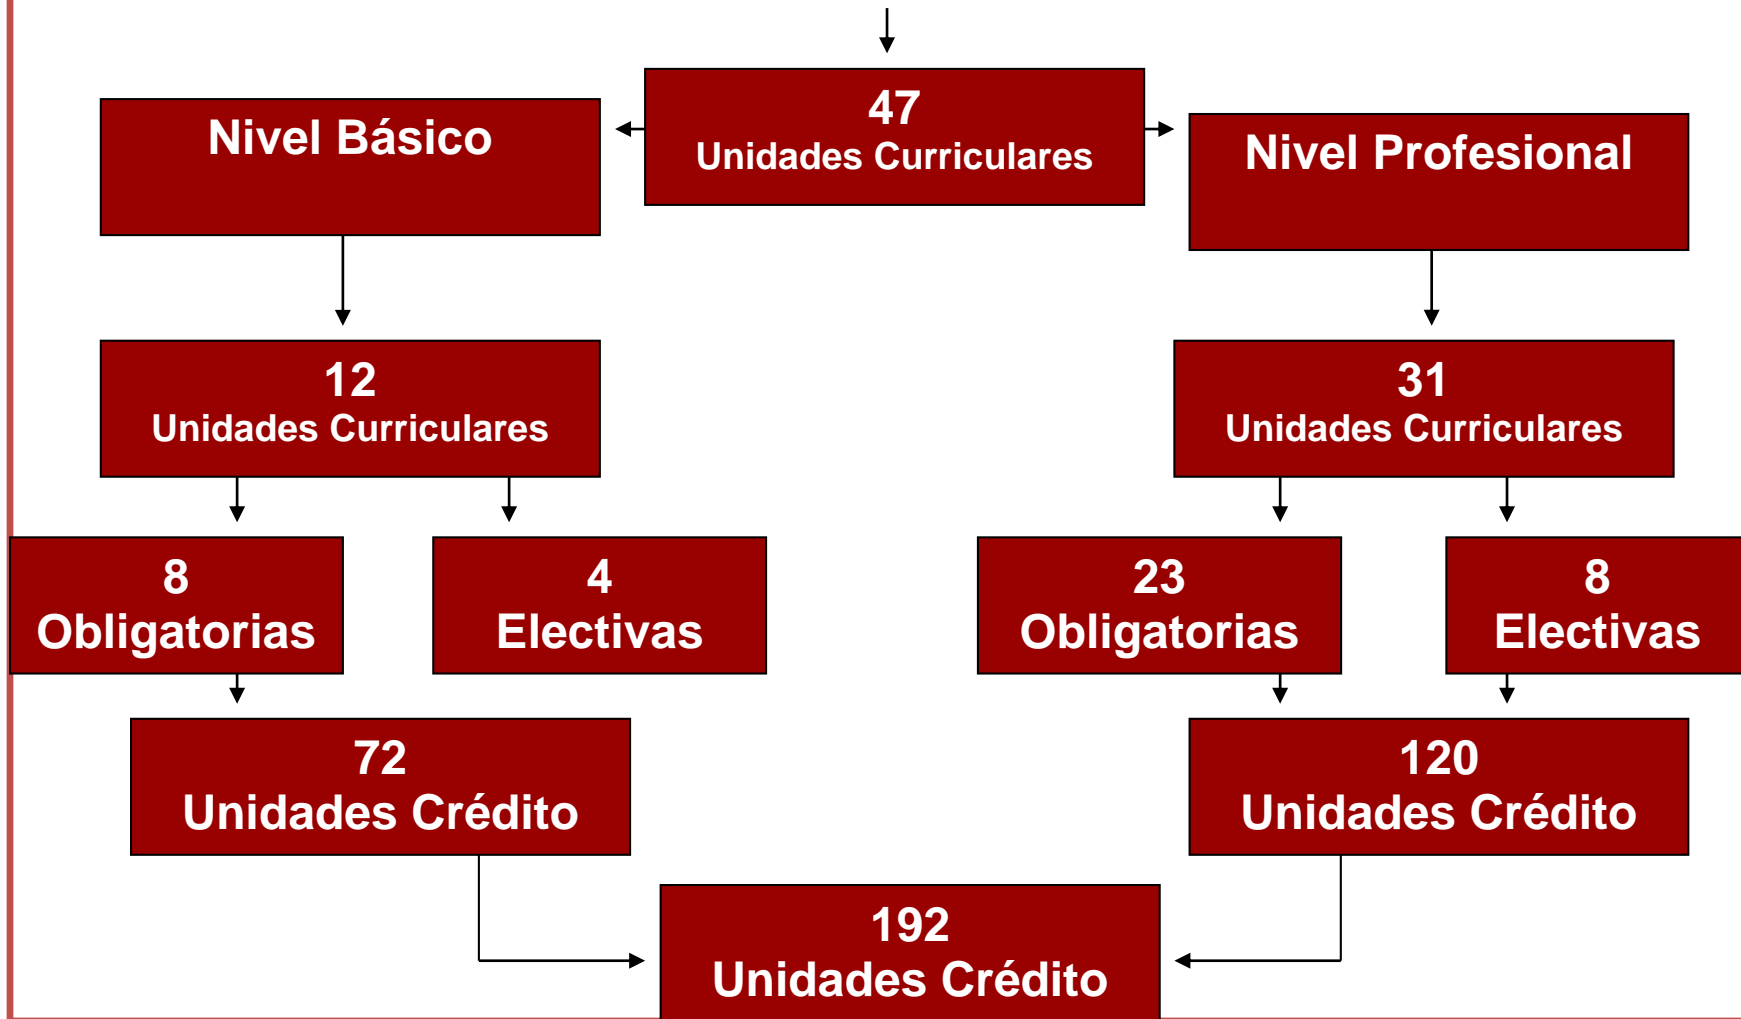 47
Unidades Curriculares
Nivel Básico
Nivel Profesional
12
Unidades Curriculares
31
Unidades Curriculares
8
Obligatorias
4
Electivas
23
Obligatorias
8
Electivas
72
Unidades Crédito
120
Unidades Crédito
192
Unidades Crédito